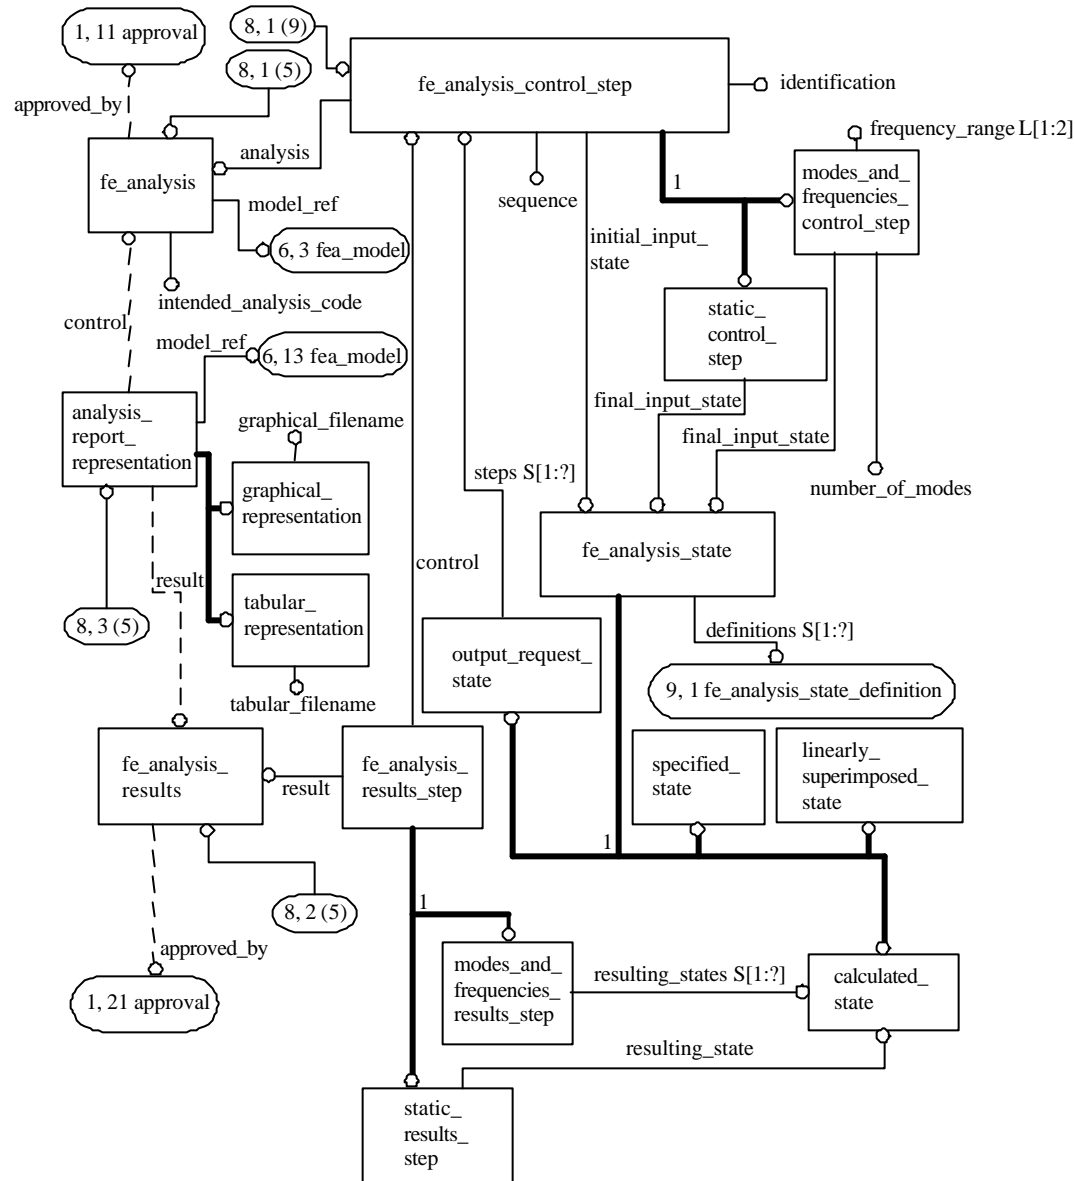 1, 11 approval
8, 1 (9)
8, 1 (5)
fe_analysis_control_step
identification
approved_by
frequency_range L[1:2]
analysis
fe_analysis
1
modes_and_
frequencies_
control_step
model_ref
sequence
initial_input_
state
6, 3 fea_model
intended_analysis_code
static_
control_
step
control
model_ref
6, 13 fea_model
analysis_
report_
representation
graphical_filename
final_input_state
final_input_state
steps S[1:?]
graphical_
representation
number_of_modes
fe_analysis_state
control
result
tabular_
representation
8, 3 (5)
definitions S[1:?]
output_request_
state
9, 1 fe_analysis_state_definition
tabular_filename
fe_analysis_
results
result
fe_analysis_
results_step
specified_
state
linearly_
superimposed_
state
1
8, 2 (5)
1
approved_by
1, 21 approval
modes_and_
frequencies_
results_step
resulting_states S[1:?]
calculated_
state
resulting_state
static_
results_
step